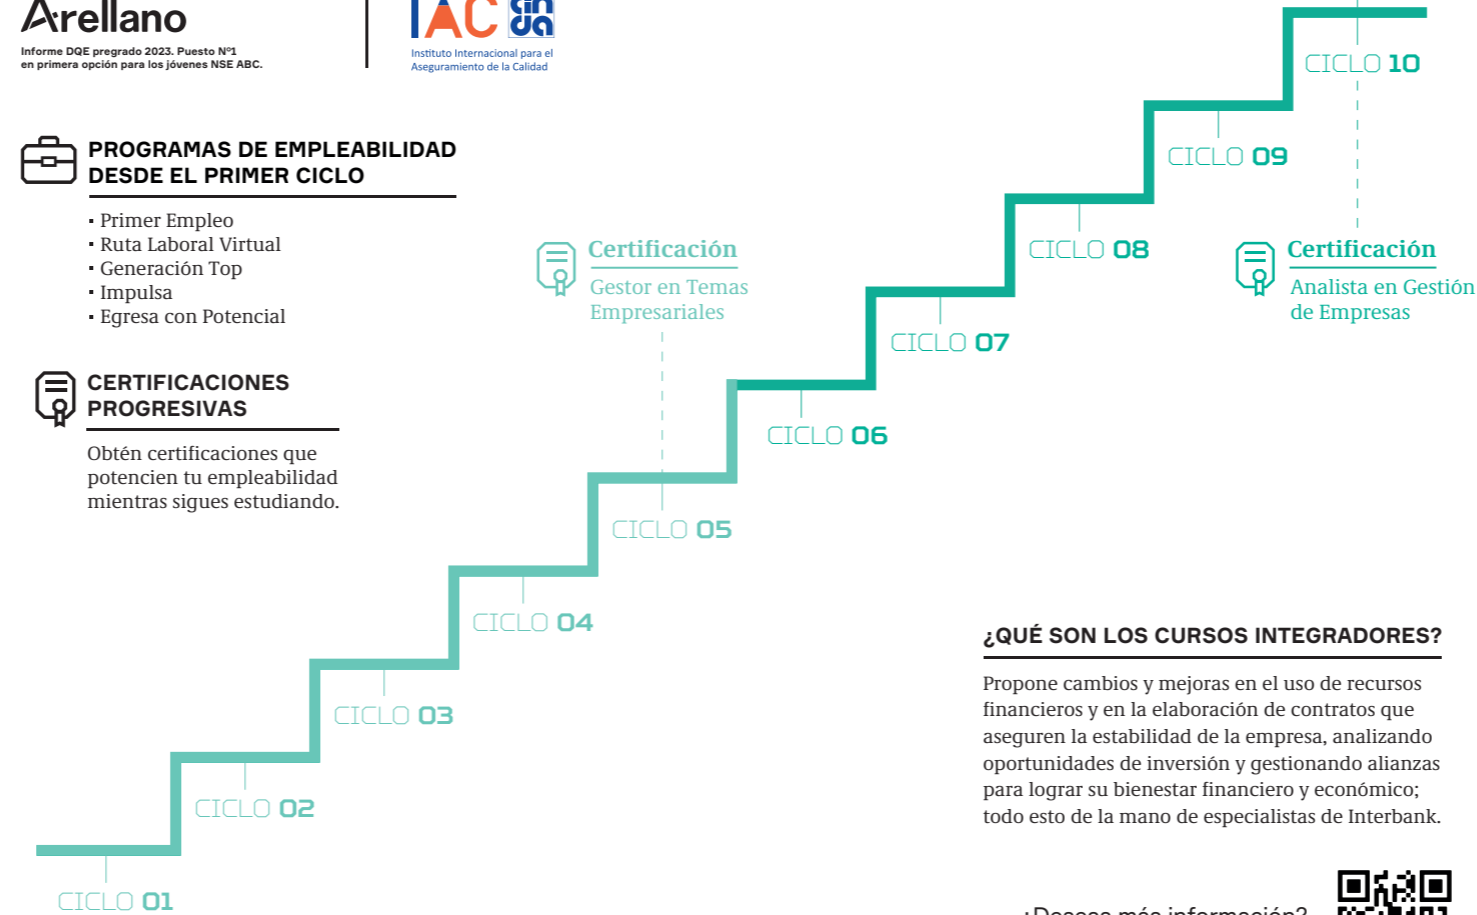 Arellano
Informe DQE pregrado 2023. Puesto Nº1
en primera opción para los jóvenes NSE ABC.
IAC
cinda
Instituto Internacional para el
Aseguramiento de la Calidad
PROGRAMAS DE EMPLEABILIDAD
DESDE EL PRIMER CICLO
▪ Primer Empleo
▪ Ruta Laboral Virtual
▪ Generación Top
▪ Impulsa
▪ Egresa con Potencial
CERTIFICACIONES
PROGRESIVAS
Obtén certificaciones que
potencien tu empleabilidad
mientras sigues estudiando.
Certificación
Gestor en Temas
Empresariales
Certificación
Analista en Gestión
de Empresas
CICLO 10
CICLO 09
CICLO 08
CICLO 07
CICLO 06
CICLO 05
CICLO 04
CICLO 03
CICLO 02
CICLO 01
¿QUÉ SON LOS CURSOS INTEGRADORES?
Propone cambios y mejoras en el uso de recursos
financieros y en la elaboración de contratos que
aseguren la estabilidad de la empresa, analizando
oportunidades de inversión y gestionando alianzas
para lograr su bienestar financiero y económico;
todo esto de la mano de especialistas de Interbank.
¿Deseas más información?